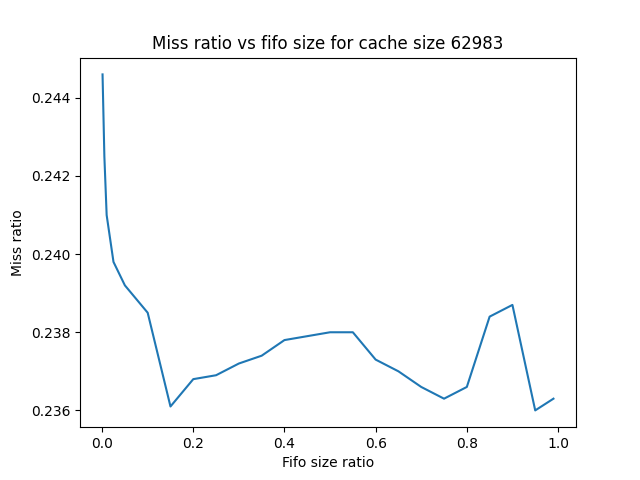 Miss ratio vs fifo size for cache size 62983
0.244
0.242
0.240
0.238
0.236
Miss ratio
0.0 0.2 0.4 0.6 0.8 1.0
Fifo size ratio